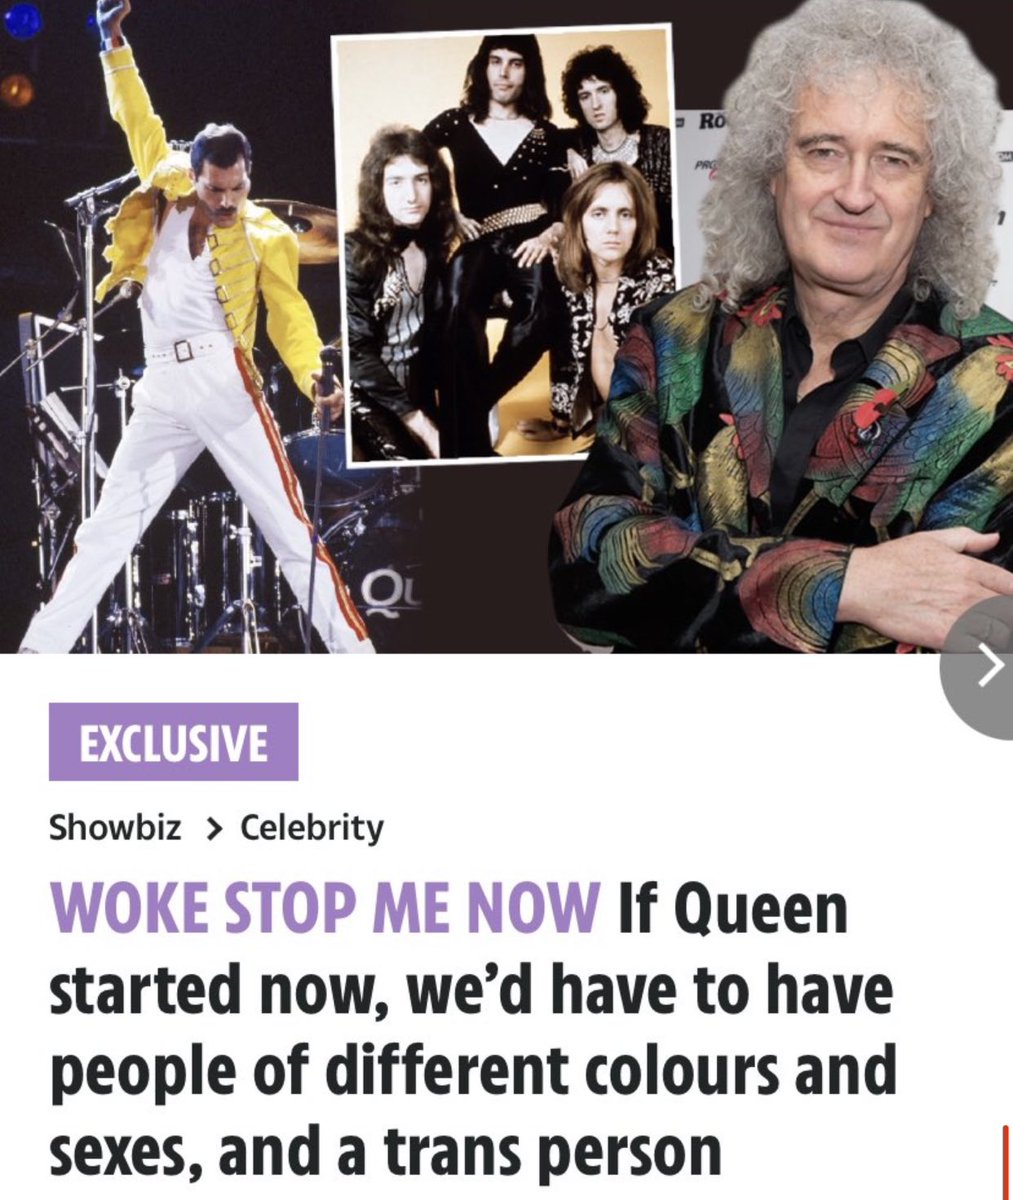 RO
PRO
QU
EXCLUSIVE
Showbiz > Celebrity
WOKE STOP ME NOW If Queen
started now, we’d have to have
people of different colours and
sexes, and a trans person